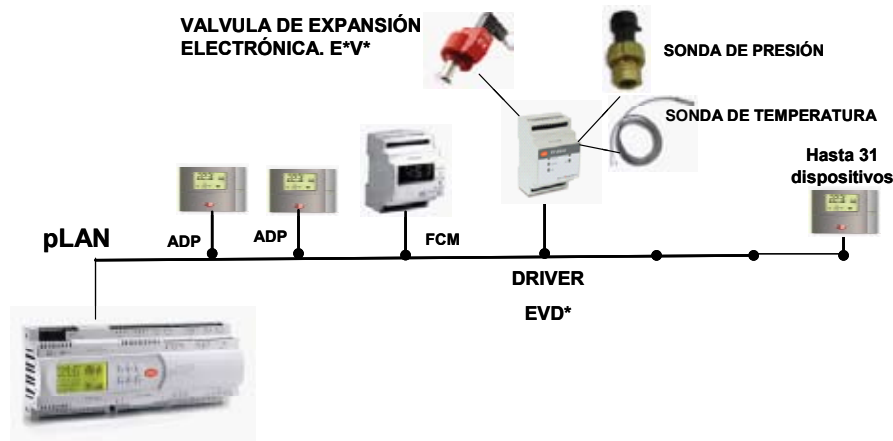 VALVULA DE EXPANSIÓN
ELECTRÓNICA. E*V*
SONDA DE PRESIÓN
SONDA DE TEMPERATURA
Hasta 31
dispositivos
pLAN
ADP
ADP
FCM
DRIVER
EVD*